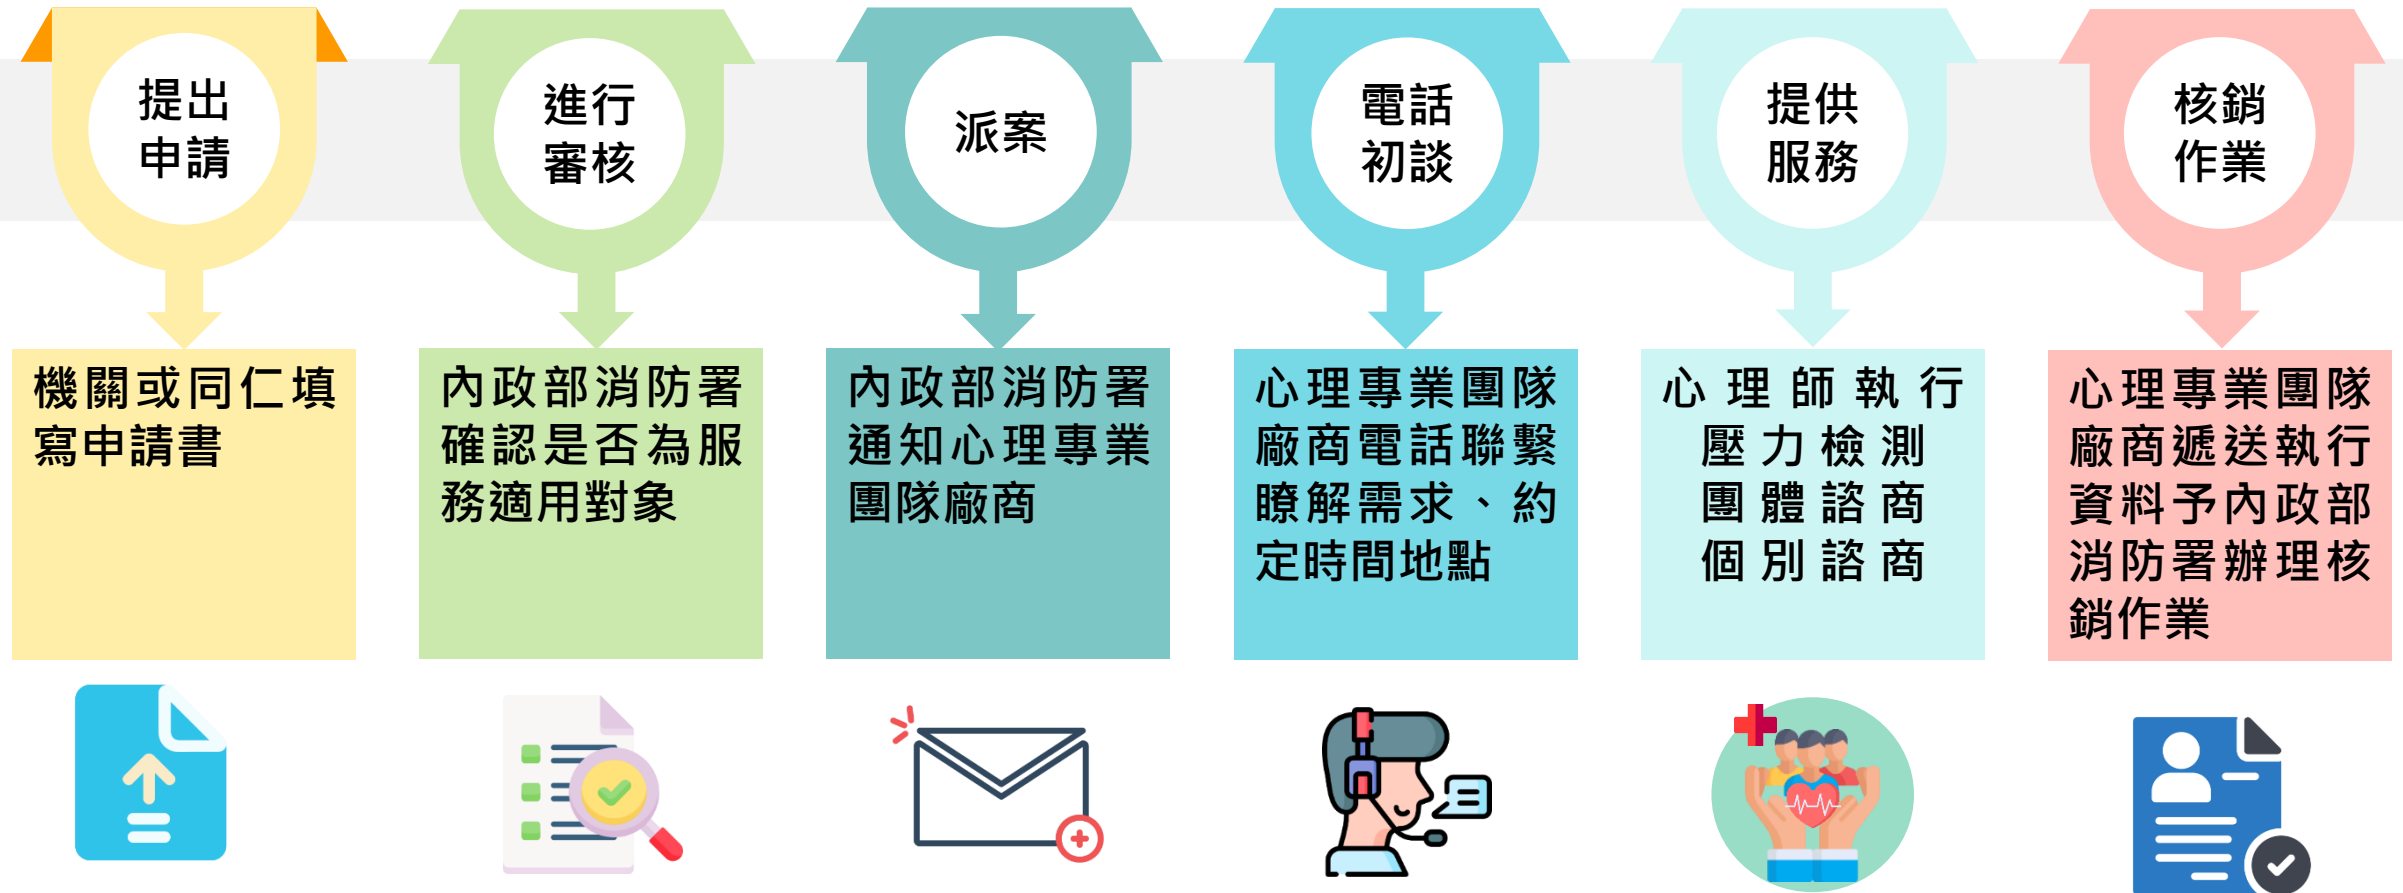 提出
申請
進行
審核
派案
電話
初談
提供
服務
核銷
作業
機關或同仁填
寫申請書
內政部消防署
確認是否為服
務適用對象
內政部消防署
通知心理專業
團隊廠商
心理專業團隊
廠商電話聯繫
瞭解需求、約
定時間地點
心理師執行
壓力檢測
團體諮商
個別諮商
心理專業團隊
廠商遞送執行
資料予內政部
消防署辦理核
銷作業